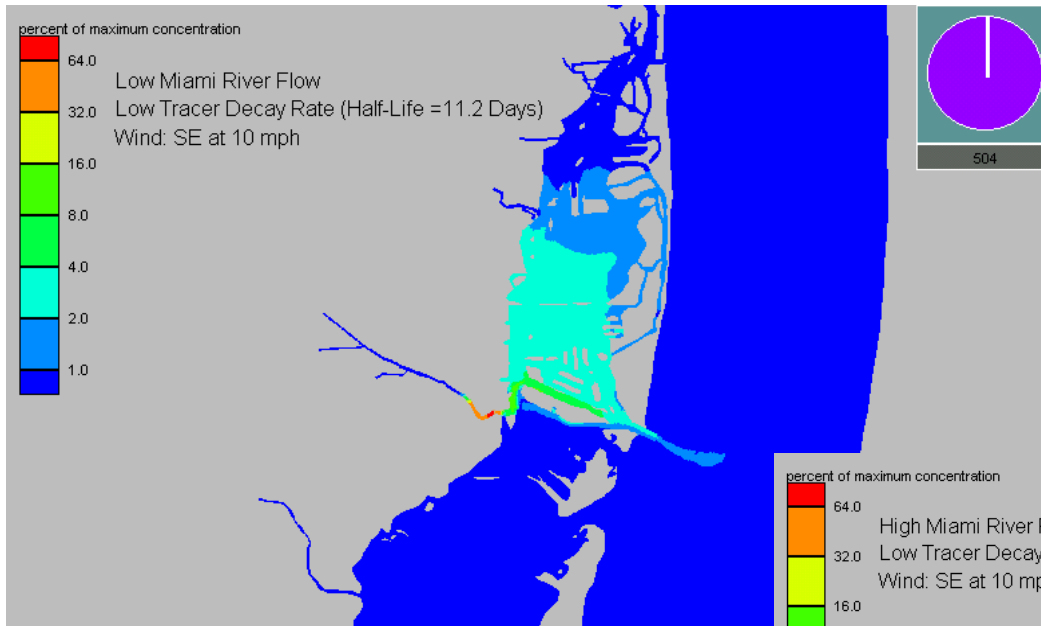 percent of maximum concentration
64.0
32.0
16.0
8.0
4.0
2.0
1.0
Low Miami River Flow
Low Tracer Decay Rate (Half-Life =11.2 Days)
Wind: SE at 10 mph
504
percent of maximum concentration
64.0
32.0
16.0
High Miami River
Low Tracer Decay
Wind: SE at 10